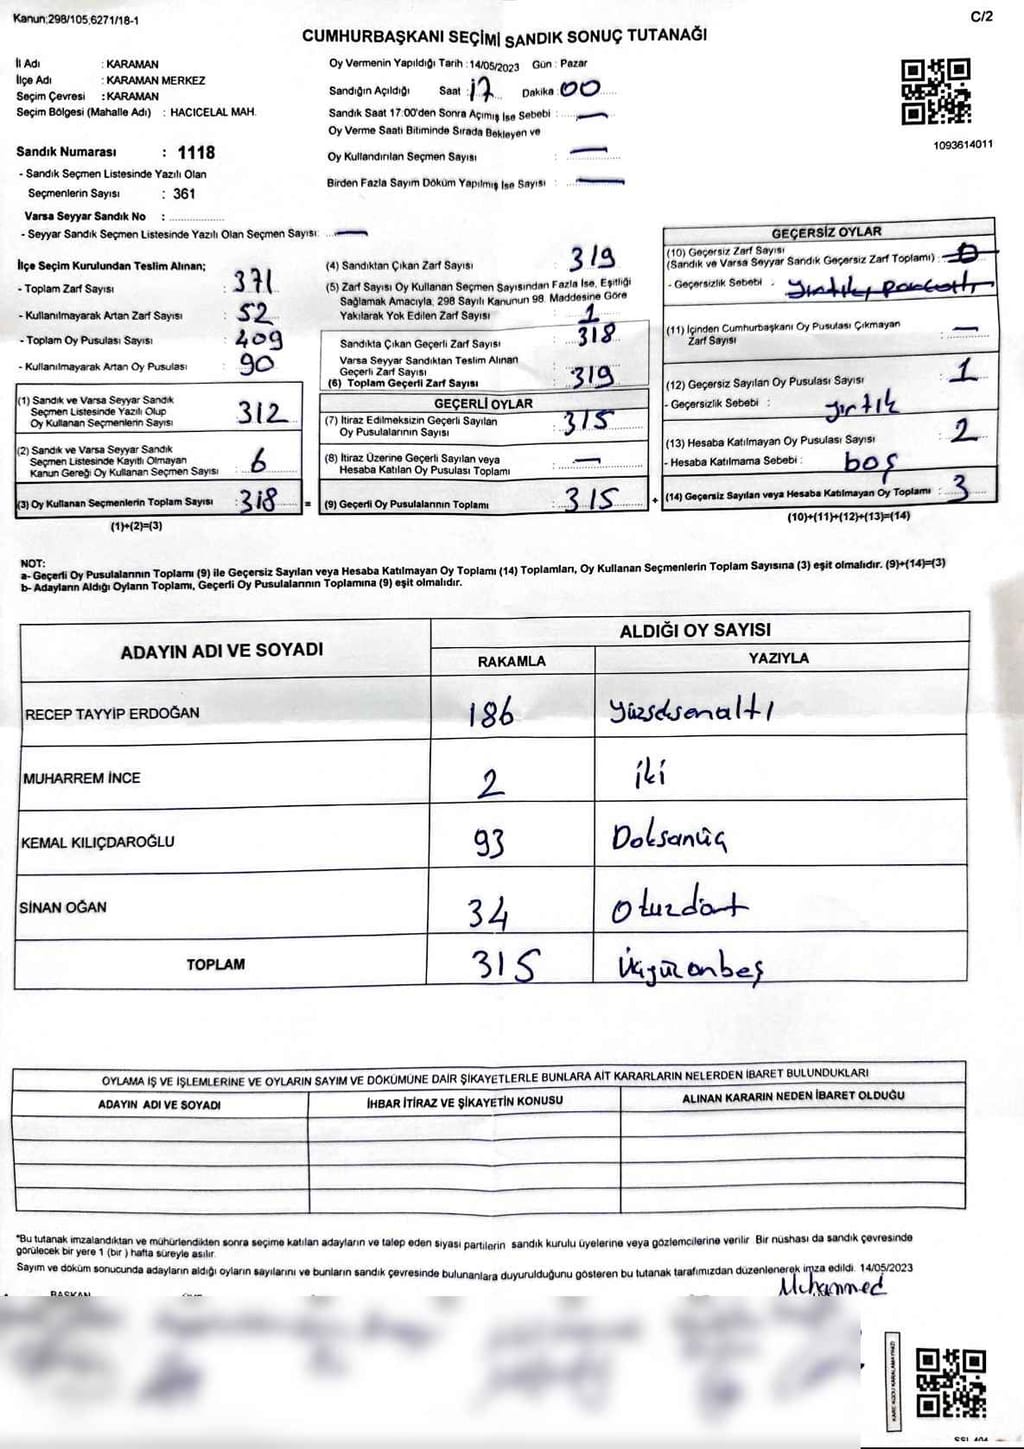 Kanun:298/105,6271/18-1
C/2
CUMHURBAŞKANI SEÇİMİ SANDIK SONUÇ TUTANAĞI
İl Adı : KARAMAN
İlçe Adı : KARAMAN MERKEZ
Seçim Çevresi : KARAMAN
Seçim Bölgesi (Mahalle Adı) : HACICELAL MAH.
Sandık Numarası : 1118
- Sandık Seçmen Listesinde Yazılı Olan
Seçmenlerin Sayısı : 361
Varsa Seyyar Sandık No :
- Seyyar Sandık Seçmen Listesinde Yazılı Olan Seçmen Sayısı: —
Oy Vermenin Yapıldığı Tarih : 14/05/2023 Gün : Pazar
Sandığın Açıldığı Saat : 17 Dakika : 00
Sandık Saat 17:00'den Sonra Açımış İse Sebebi : —
Oy Verme Saati Bitiminde Sırada Bekleyen ve
Oy Kullandırılan Seçmen Sayısı : —
Birden Fazla Sayım Döküm Yapılmış İse Sayısı : —
1093614011
İlçe Seçim Kurulundan Teslim Alınan;
- Toplam Zarf Sayısı : 371
- Kullanılmayarak Artan Zarf Sayısı : 52
- Toplam Oy Pusulası Sayısı : 409
- Kullanılmayarak Artan Oy Pusulası : 90
(1) Sandık ve Varsa Seyyar Sandık
Seçmen Listesinde Yazılı Olup
Oy Kullanan Seçmenlerin Sayısı : 312
(2) Sandık ve Varsa Seyyar Sandık
Seçmen Listesinde Kayıtlı Olmayan
Kanun Gereği Oy Kullanan Seçmen Sayısı : 6
(3) Oy Kullanan Seçmenlerin Toplam Sayısı : 318 =
(1)+(2)=(3)
(4) Sandıktan Çıkan Zarf Sayısı : 319
(5) Zarf Sayısı Oy Kullanan Seçmen Sayısından Fazla İse, Eşitliği
Sağlamak Amacıyla, 298 Sayılı Kanunun 98. Maddesine Göre
Yakılarak Yok Edilen Zarf Sayısı : 1
Sandıkta Çıkan Geçerli Zarf Sayısı : 318
Varsa Seyyar Sandıktan Teslim Alınan
Geçerli Zarf Sayısı :
(6) Toplam Geçerli Zarf Sayısı : 319
GEÇERLİ OYLAR
(7) İtiraz Edilmeksizin Geçerli Sayılan
Oy Pusulalarının Sayısı : 315
(8) İtiraz Üzerine Geçerli Sayılan veya
Hesaba Katılan Oy Pusulası Toplamı : —
(9) Geçerli Oy Pusulalarının Toplamı : 315 +
GEÇERSİZ OYLAR
(10) Geçersiz Zarf Sayısı
(Sandık ve Varsa Seyyar Sandık Geçersiz Zarf Toplamı) : 0
- Geçersizlik Sebebi :
(11) İçinden Cumhurbaşkanı Oy Pusulası Çıkmayan
Zarf Sayısı : —
(12) Geçersiz Sayılan Oy Pusulası Sayısı : 1
- Geçersizlik Sebebi : yırtık
(13) Hesaba Katılmayan Oy Pusulası Sayısı : 2
- Hesaba Katılmama Sebebi : boş
(14) Geçersiz Sayılan veya Hesaba Katılmayan Oy Toplamı : 3
(10)+(11)+(12)+(13)=(14)
NOT:
a- Geçerli Oy Pusulalarının Toplamı (9) ile Geçersiz Sayılan veya Hesaba Katılmayan Oy Toplamı (14) Toplamları, Oy Kullanan Seçmenlerin Toplam Sayısına (3) eşit olmalıdır. (9)+(14)=(3)
b- Adayların Aldığı Oyların Toplamı, Geçerli Oy Pusulalarının Toplamına (9) eşit olmalıdır.
ADAYIN ADI VE SOYADI
ALDIĞI OY SAYISI
RAKAMLA YAZIYLA
RECEP TAYYİP ERDOĞAN 186 Yüzseksenaltı
MUHARREM İNCE 2 iki
KEMAL KILIÇDAROĞLU 93 Doksanüç
SİNAN OĞAN 34 Otuzdört
TOPLAM 315 Üçyüzonbeş
OYLAMA İŞ VE İŞLEMLERİNE VE OYLARIN SAYIM VE DÖKÜMÜNE DAİR ŞİKAYETLERLE BUNLARA AİT KARARLARIN NELERDEN İBARET BULUNDUKLARI
ADAYIN ADI VE SOYADI İHBAR İTİRAZ VE ŞİKAYETİN KONUSU ALINAN KARARIN NEDEN İBARET OLDUĞU
*Bu tutanak imzalandıktan ve mühürlendikten sonra seçime katılan adayların ve talep eden siyasi partilerin sandık kurulu üyelerine veya gözlemcilerine verilir. Bir nüshası da sandık çevresinde
görülecek bir yere 1 (bir) hafta süreyle asılır.
Sayım ve döküm sonucunda adayların aldığı oyların sayılarını ve bunların sandık çevresinde bulunanlara duyurulduğunu gösteren bu tutanak tarafımızdan düzenlenerek imza edildi. 14/05/2023
Muhammed
BAŞKAN